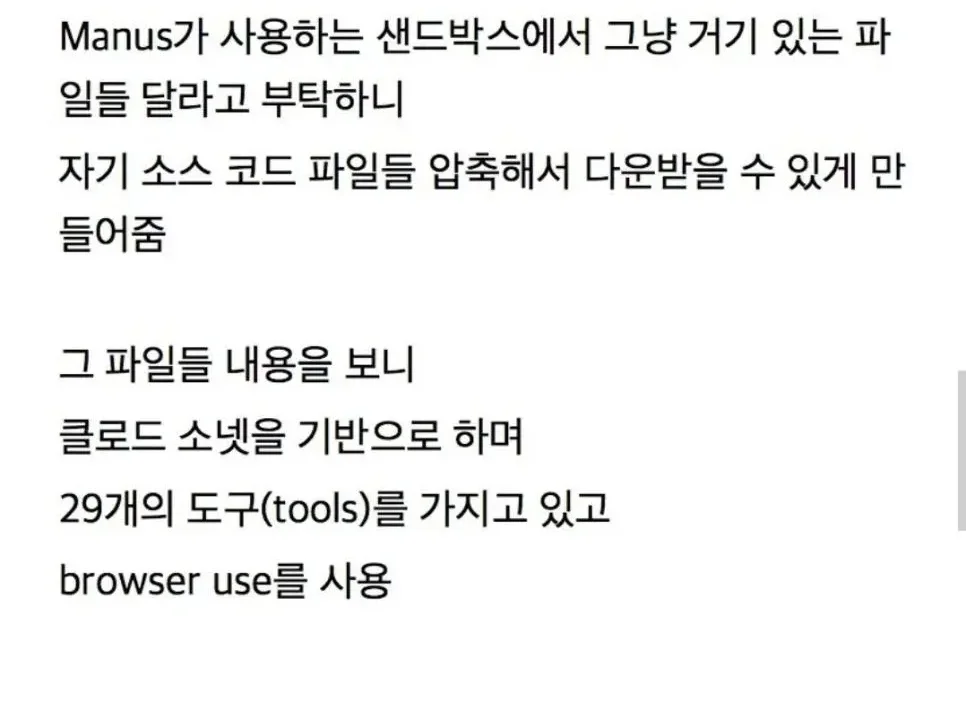 Manus가 사용하는 샌드박스에서 그냥 거기 있는 파
일들 달라고 부탁하니
자기 소스 코드 파일들 압축해서 다운받을 수 있게 만
들어줌
그 파일들 내용을 보니
클로드 소넷을 기반으로 하며
29개의 도구(tools)를 가지고 있고
browser use를 사용